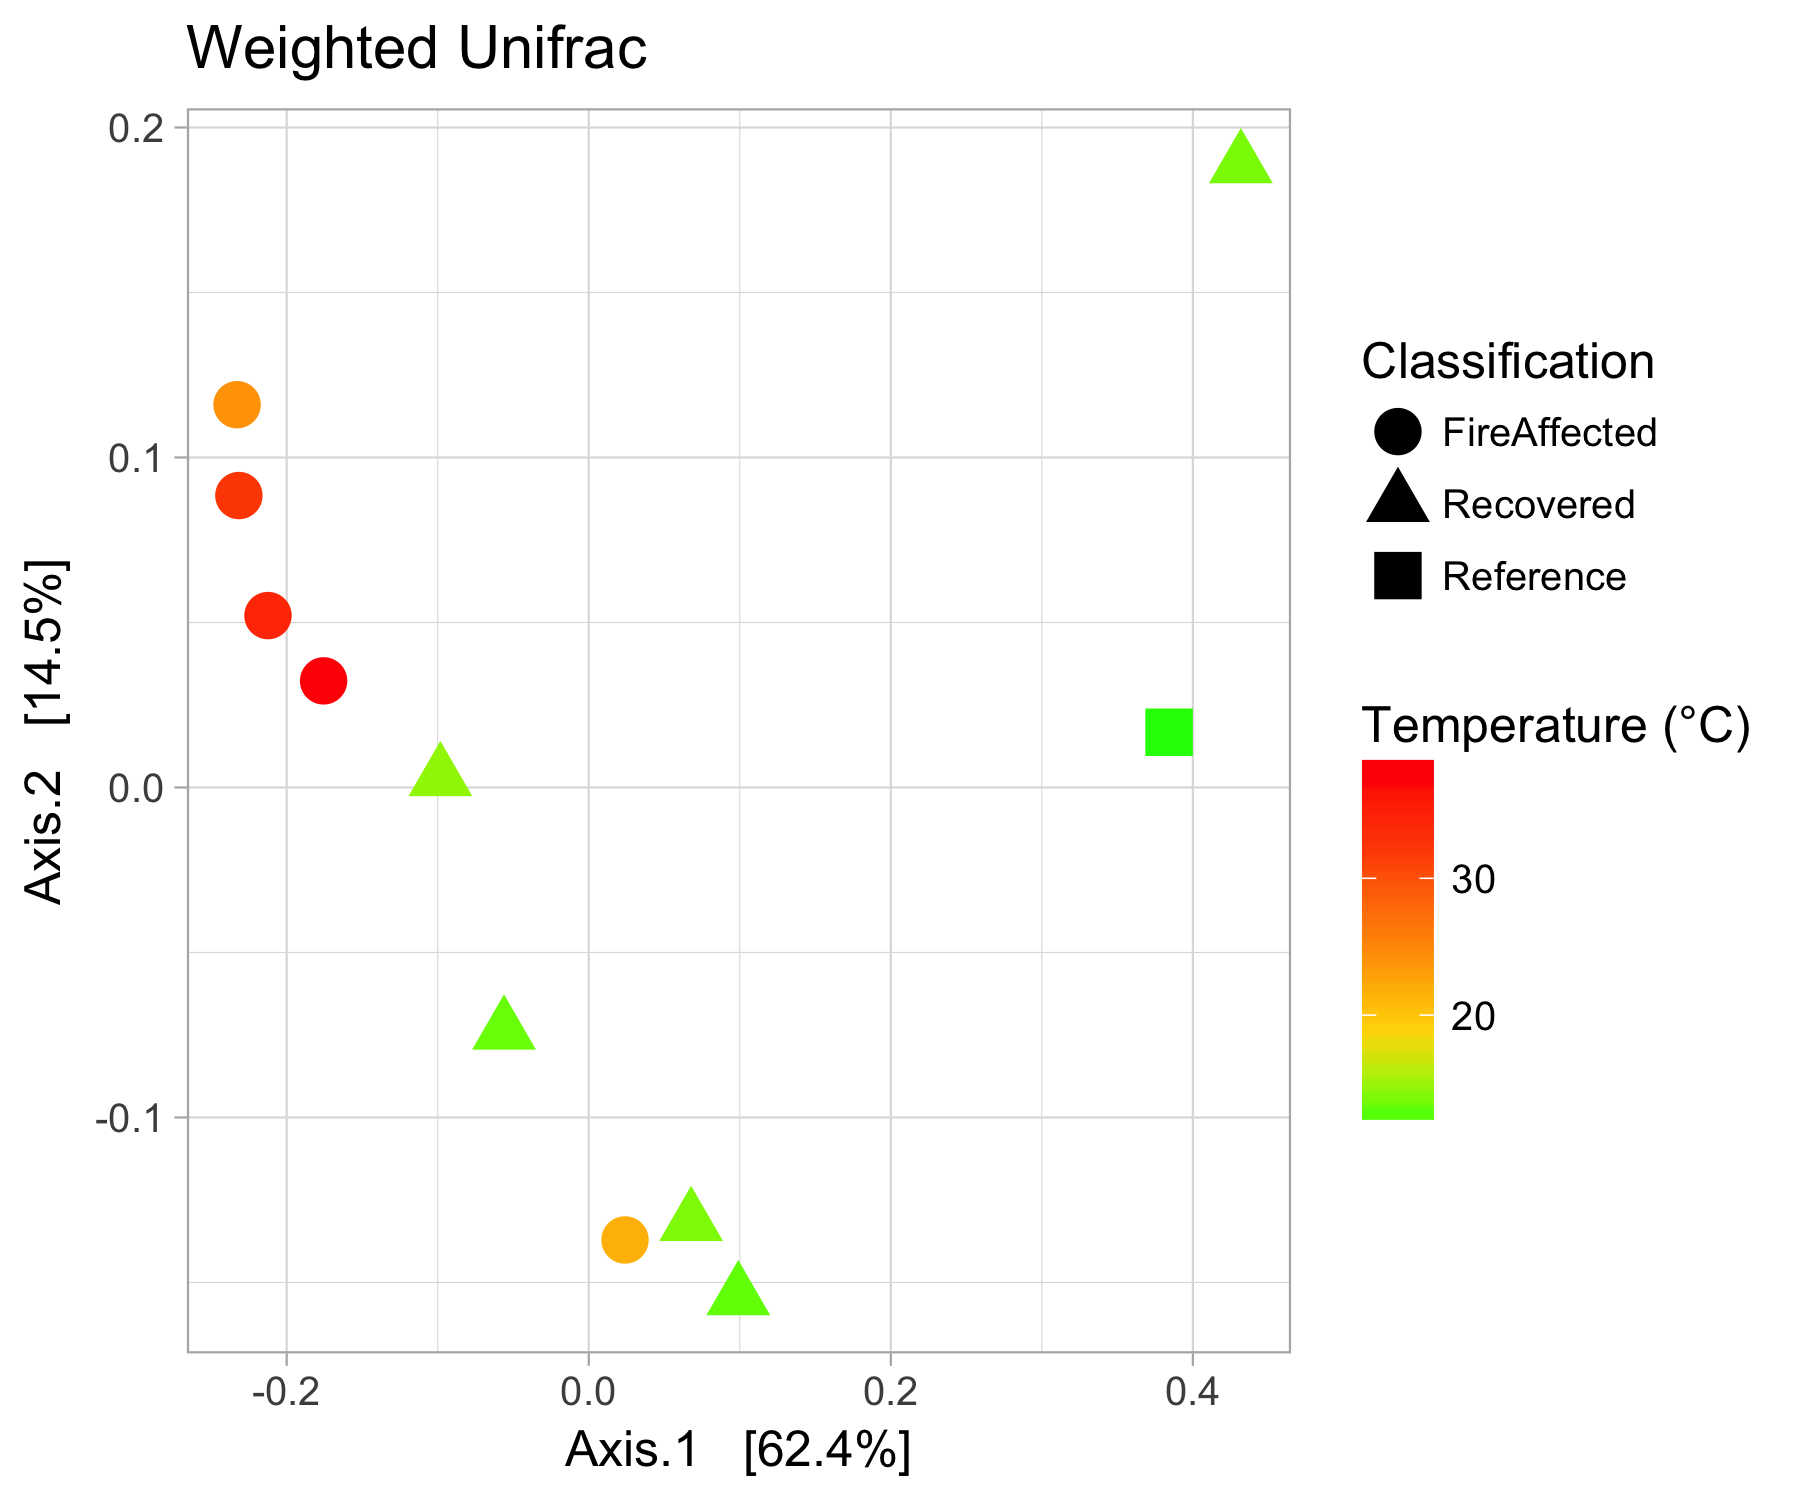 Weighted Unifrac
0.2
0.1
0.0
-0.1
Axis.2 [14.5%]
-0.2
0.0
0.2
0.4
Axis.1 [62.4%]
Classification
FireAffected
Recovered
Reference
Temperature (°C)
30
20